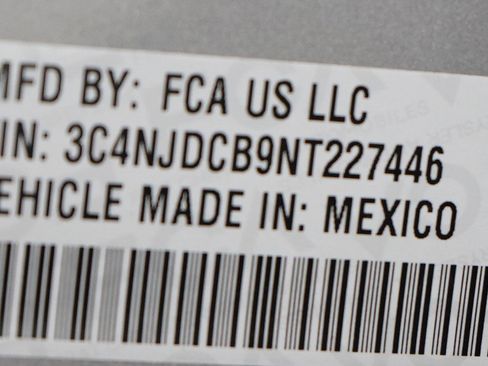 MFD BY: FCA US LLC
IN: 3C4NJDCB9NT227446
EHICLE MADE IN: MEXICO